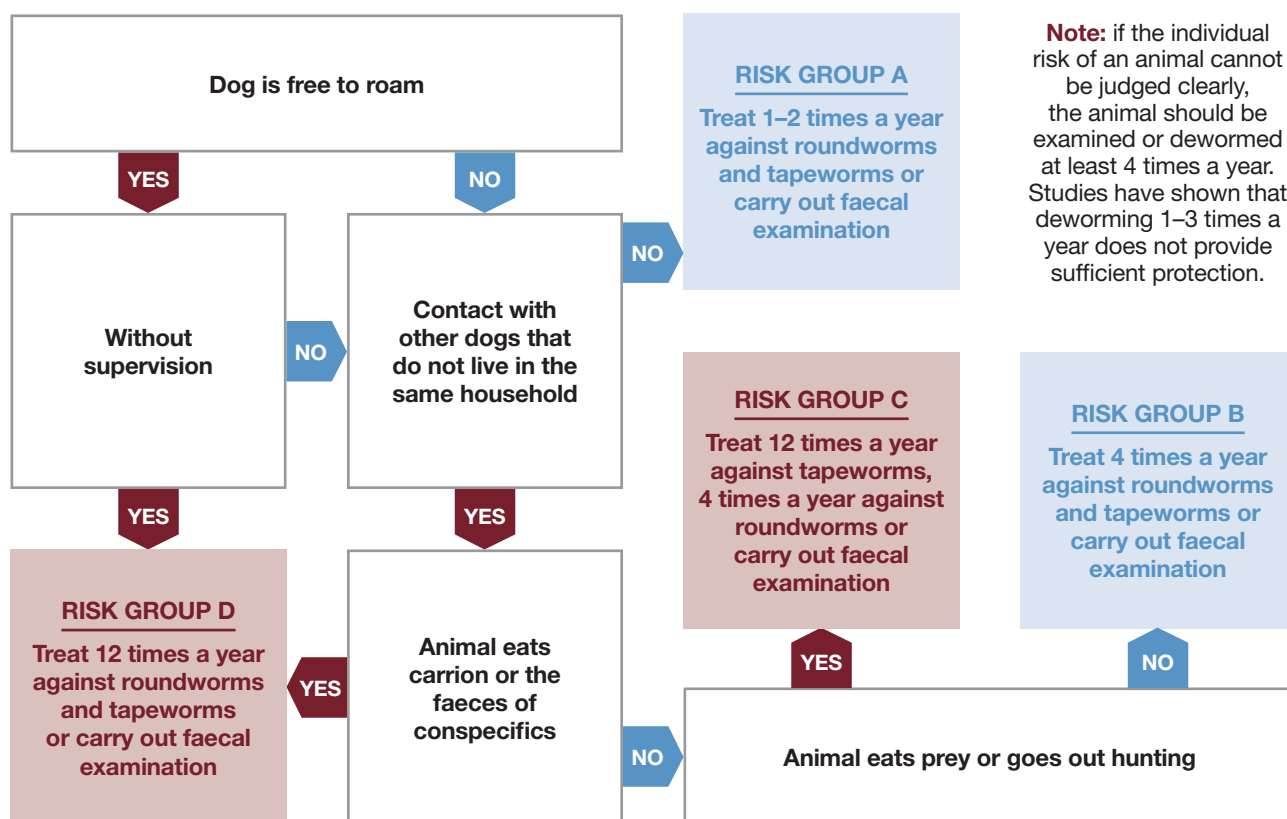 Dog is free to roam
YES
NO
Without
supervision
NO
Contact with
other dogs that
do not live in the
same household
NO
RISK GROUP A
Treat 1–2 times a year
against roundworms
and tapeworms or
carry out faecal
examination
Note: if the individual
risk of an animal cannot
be judged clearly,
the animal should be
examined or dewormed
at least 4 times a year.
Studies have shown that
deworming 1–3 times a
year does not provide
sufficient protection.
YES
YES
RISK GROUP D
Treat 12 times a year
against roundworms
and tapeworms
or carry out faecal
examination
YES
Animal eats
carrion or the
faeces of
conspecifics
NO
RISK GROUP C
Treat 12 times a year
against tapeworms,
4 times a year against
roundworms or
carry out faecal
examination
RISK GROUP B
Treat 4 times a year
against roundworms
and tapeworms or
carry out faecal
examination
YES
NO
Animal eats prey or goes out hunting